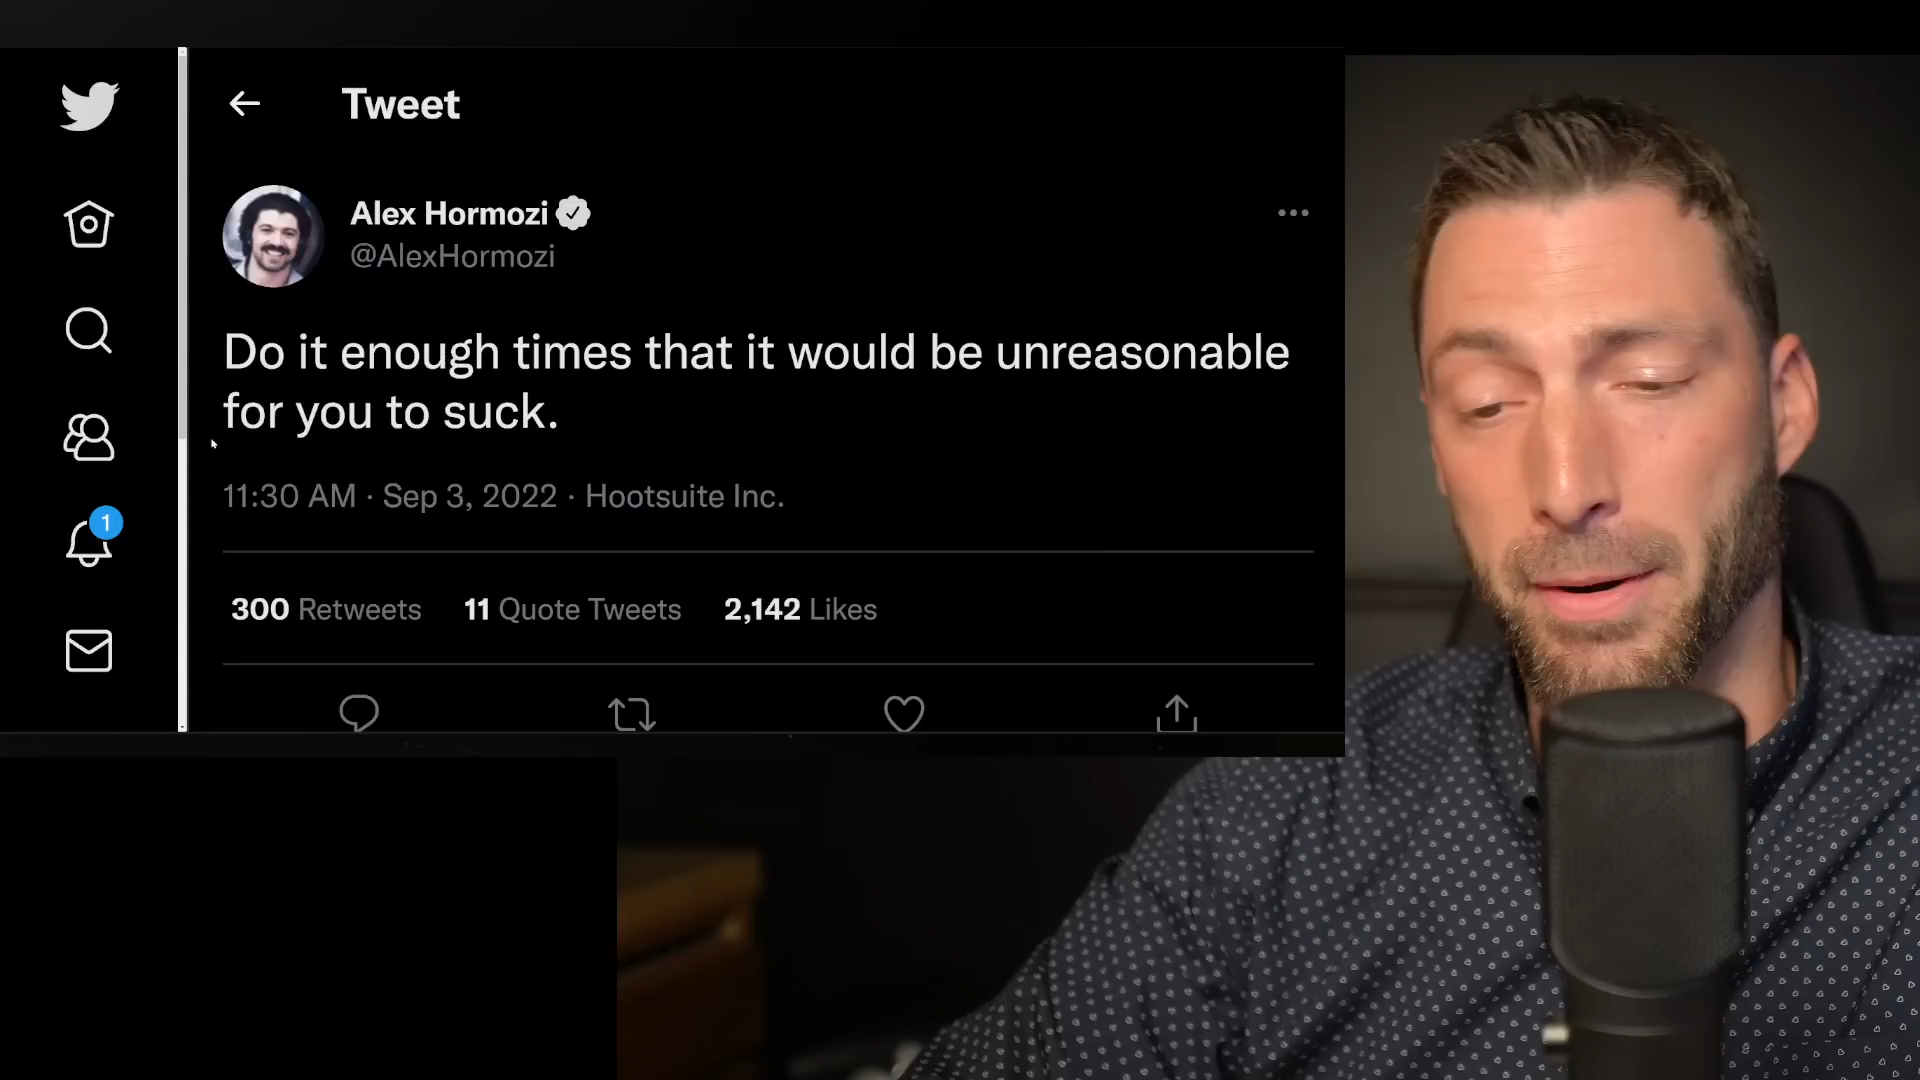 Tweet
Alex Hormozi
@AlexHormozi
Do it enough times that it would be unreasonable
for you to suck.
11:30 AM · Sep 3, 2022 · Hootsuite Inc.
1
300 Retweets 11 Quote Tweets 2,142 Likes